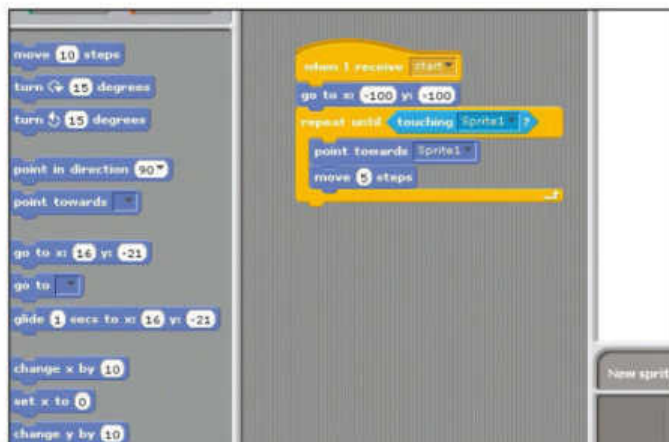 move 10 steps
turn 15 degrees
turn 15 degrees
point in direction 90
point towards
go to x: 16 y: -21
go to
glide 1 secs to x: 16 y: -21
change x by 10
set x to 0
change y by 10
when I receive start
go to x: -100 y: -100
repeat until touching Sprite1 ?
point towards Sprite1
move 5 steps
New sprit